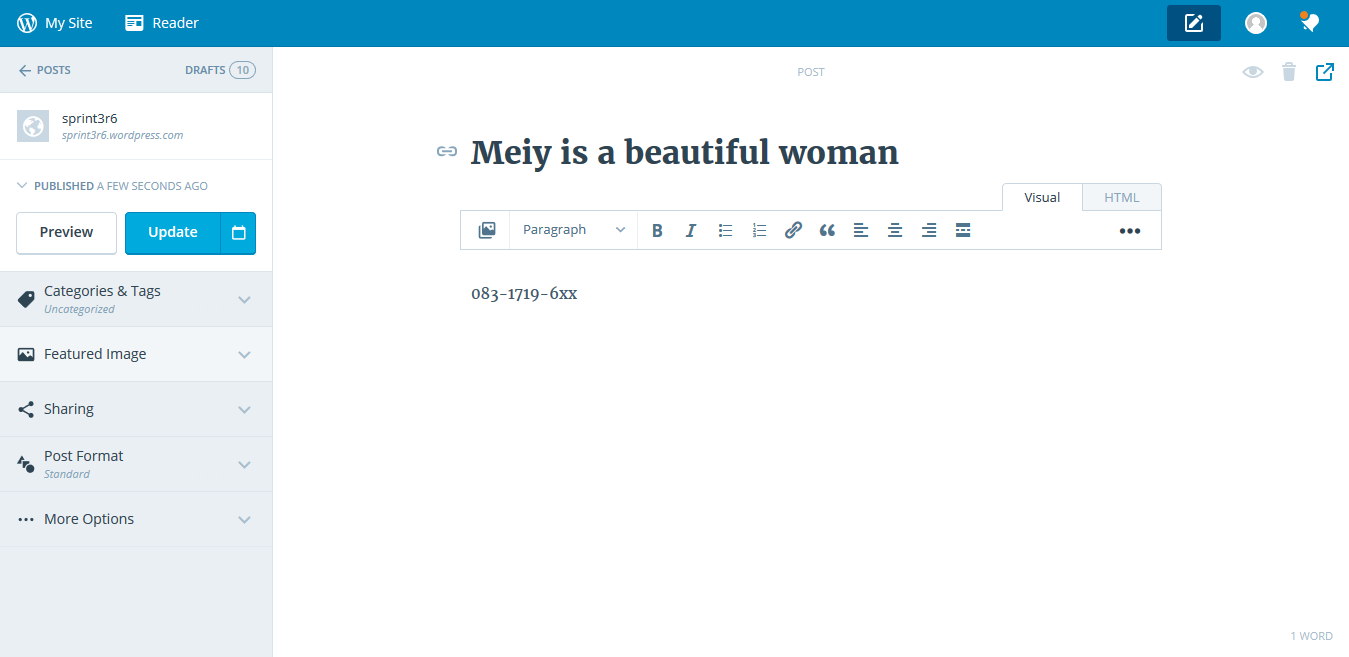 My Site
Reader
POSTS
DRAFTS 10
POST
sprint3r6
sprint3r6.wordpress.com
Meiy is a beautiful woman
PUBLISHED A FEW SECONDS AGO
Visual
HTML
Preview
Update
Paragraph
B
I
Categories & Tags
Uncategorized
083-1719-6xx
Featured Image
Sharing
Post Format
Standard
More Options
1 WORD